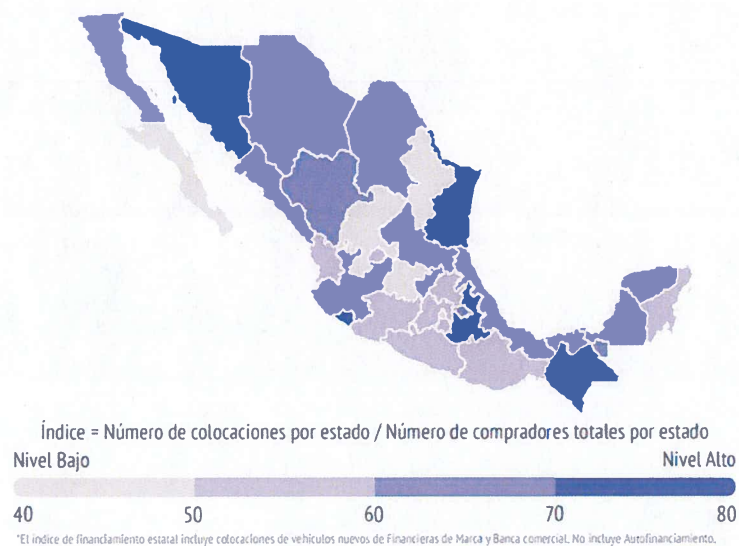 Índice = Número de colocaciones por estado / Número de compradores totales por estado
Nivel Bajo Nivel Alto
40 50 60 70 80
*El índice de financiamiento estatal incluye colocaciones de vehículos nuevos de Financieras de Marca y Banca comercial. No incluye Autofinanciamiento.